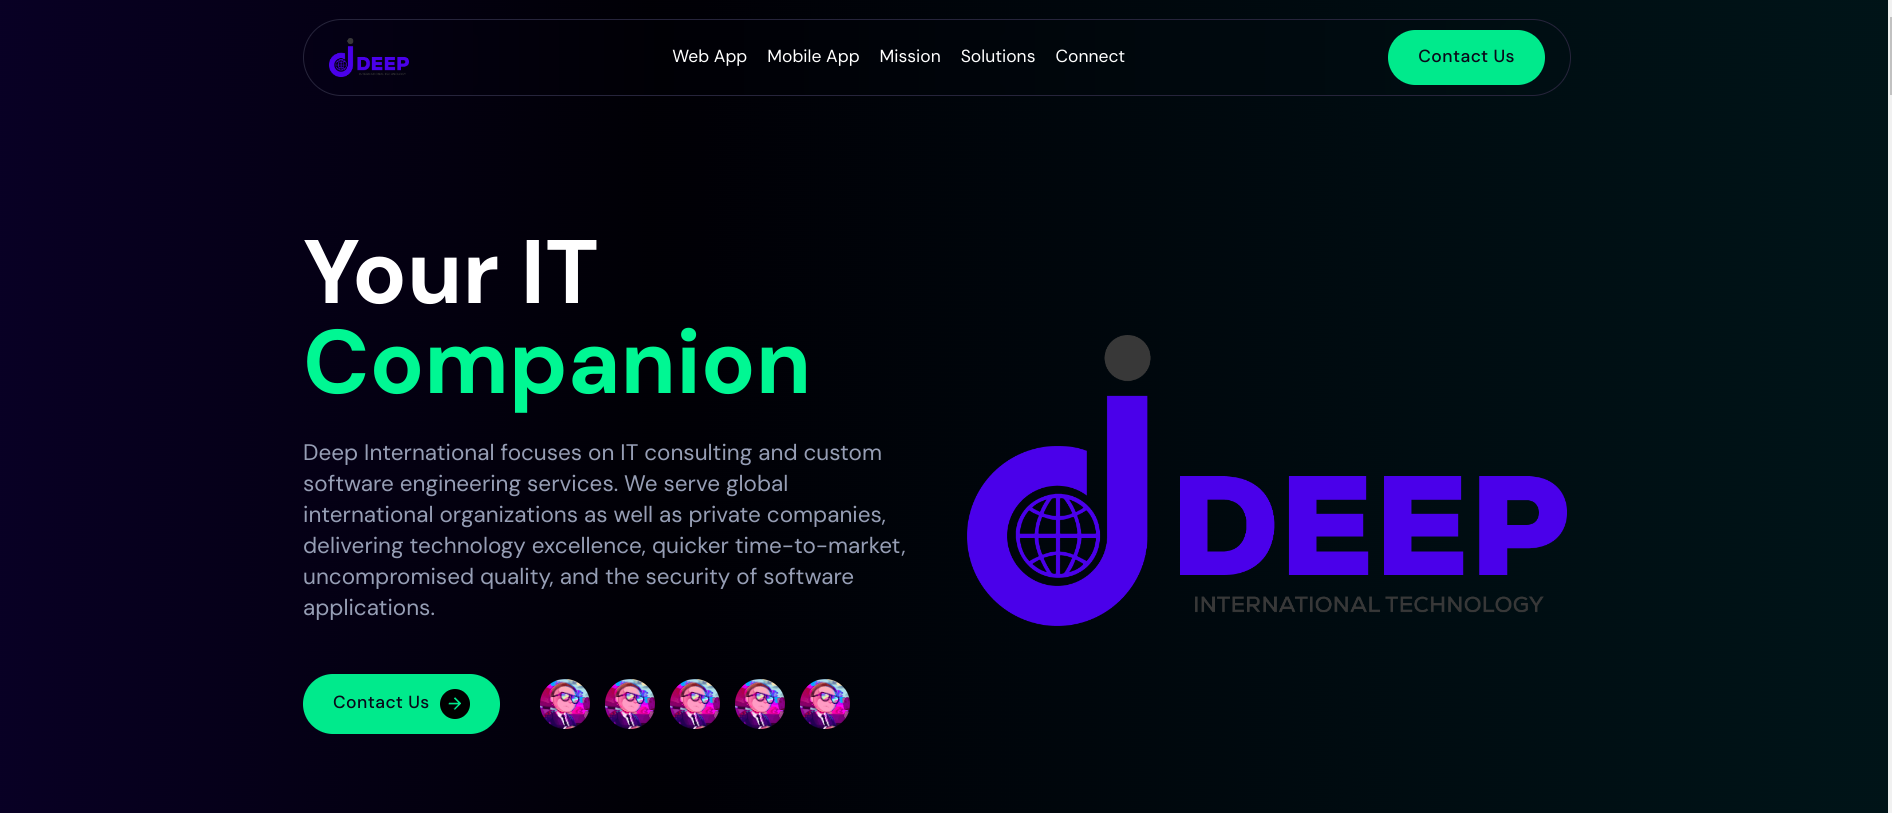 DEEP
Web App Mobile App Mission Solutions Connect
Contact Us
Your IT
Companion
Deep International focuses on IT consulting and custom
software engineering services. We serve global
international organizations as well as private companies,
delivering technology excellence, quicker time-to-market,
uncompromised quality, and the security of software
applications.
Contact Us
DEEP
INTERNATIONAL TECHNOLOGY